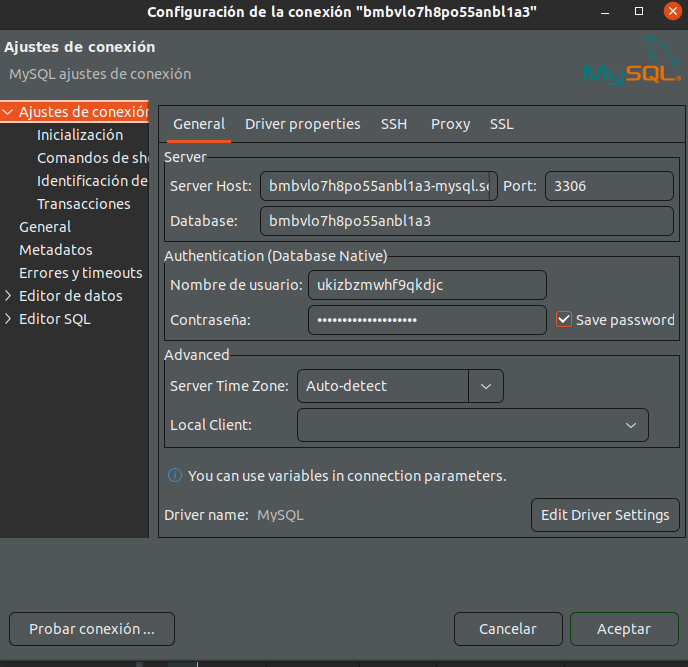 Configuración de la conexión "bmbvlo7h8po55anbl1a3"
Ajustes de conexión
MySQL ajustes de conexión
MySQL
Ajustes de conexión
Inicialización
Comandos de she
Identificación de
Transacciones
General
Metadatos
Errores y timeouts
Editor de datos
Editor SQL
General Driver properties SSH Proxy SSL
Server
Server Host: bmbvlo7h8po55anbl1a3-mysql.se Port: 3306
Database: bmbvlo7h8po55anbl1a3
Authentication (Database Native)
Nombre de usuario: ukizbzmwhf9qkdjc
Contraseña: •••••••••••••••••••• Save password
Advanced
Server Time Zone: Auto-detect
Local Client:
You can use variables in connection parameters.
Driver name: MySQL Edit Driver Settings
Probar conexión ... Cancelar Aceptar